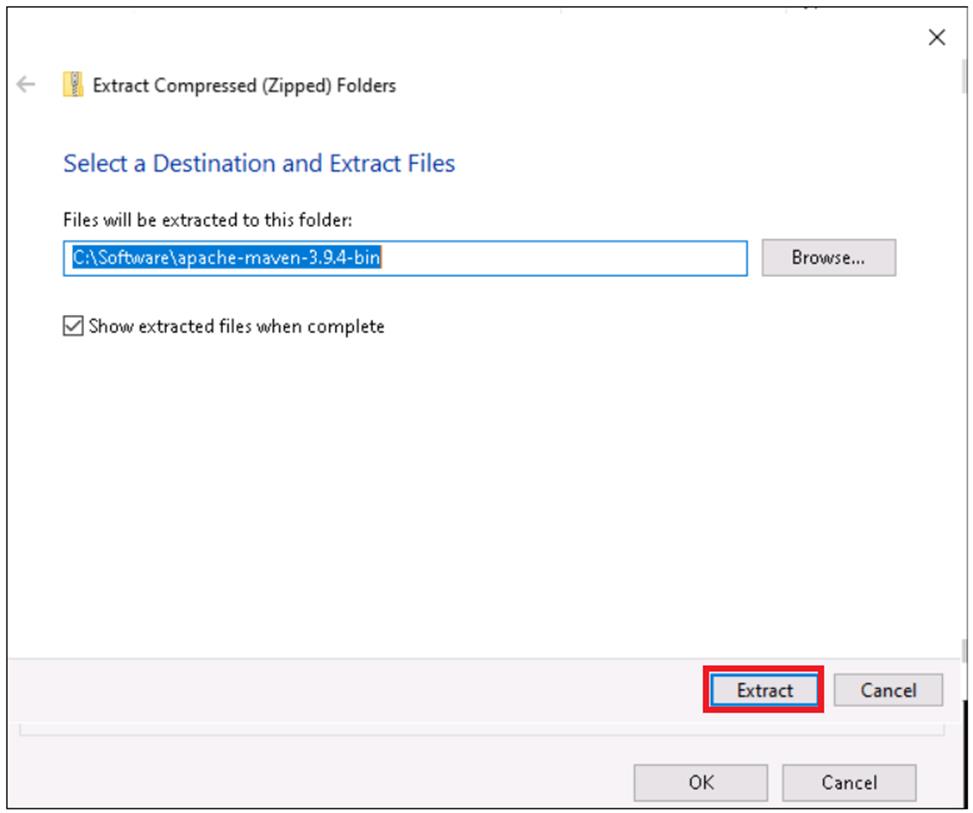 Extract Compressed (Zipped) Folders
Select a Destination and Extract Files
Files will be extracted to this folder:
C:\Software\apache-maven-3.9.4-bin
Browse...
Show extracted files when complete
Extract
Cancel
OK
Cancel